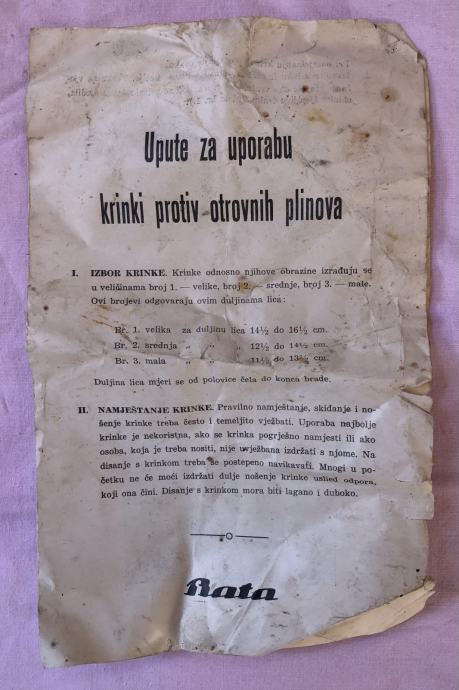 Upute za uporabu
krinki protiv otrovnih plinova
I. IZBOR KRINKE. Krinke odnosno njihove obrazine izrađuju se
u veličinama broj 1. — velike, broj 2. — srednje, broj 3. — male.
Ovi brojevi odgovaraju ovim duljinama lica:
Br. 1. velika za duljinu lica 14½ do 16½ cm.
Br. 2. srednja „ „ „ 12½ do 14½ cm.
Br. 3. mala „ „ „ 11½ do 13½ cm.
Duljina lica mjeri se od polovice čela do konca brade.
II. NAMJEŠTANJE KRINKE. Pravilno namještanje, skidanje i no-
šenje krinke treba često i temeljito vježbati. Uporaba najbolje
krinke je nekorisna, ako se krinka pogrješno namjesti ili ako
osoba, koja je treba nositi, nije uvježbana izdržati s njome. Na
disanje s krinkom treba se postepeno navikavati. Mnogi u po-
četku ne će moći izdržati dulje nošenje krinke uslied odpora,
koji ona čini. Disanje s krinkom mora biti lagano i duboko.
Bata